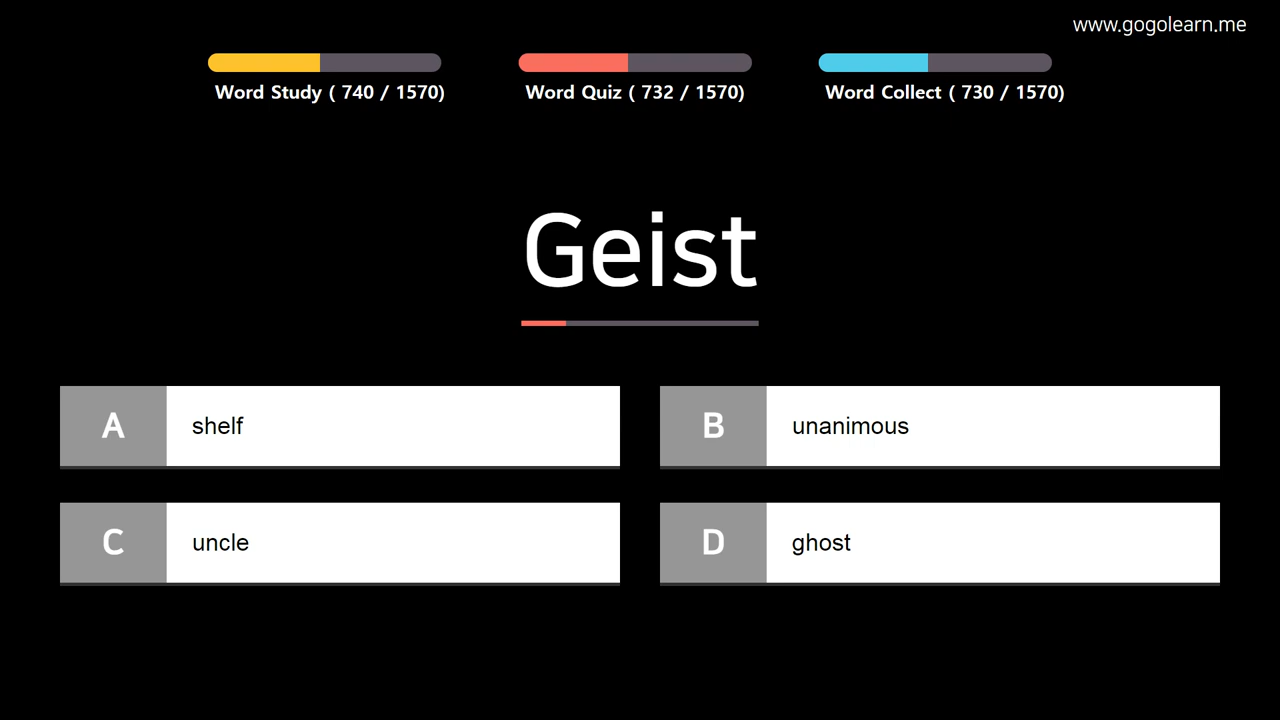 www.gogolearn.me
Word Study ( 740 / 1570)
Word Quiz ( 732 / 1570)
Word Collect ( 730 / 1570)
Geist
A shelf
B unanimous
C uncle
D ghost